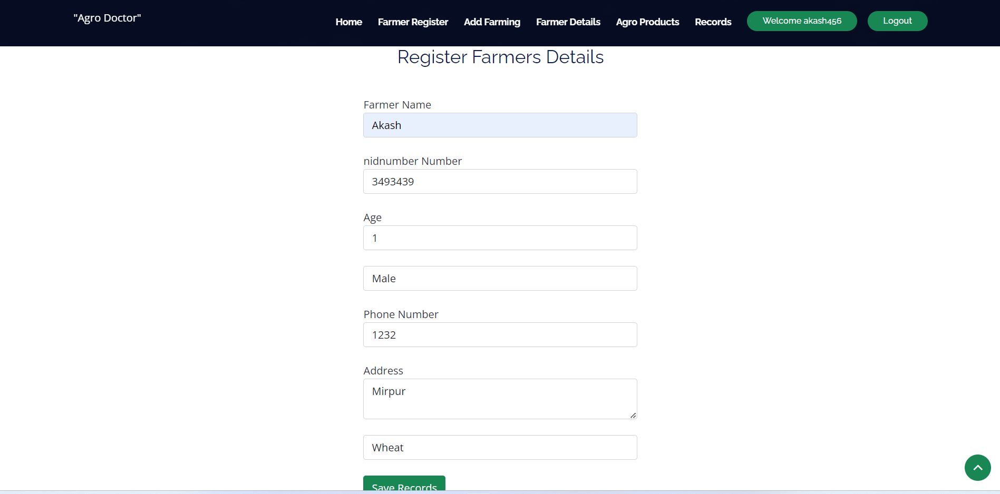 "Agro Doctor"
Home Farmer Register Add Farming Farmer Details Agro Products Records Welcome akash456 Logout
Register Farmers Details
Farmer Name
Akash
nidnumber Number
3493439
Age
1
Male
Phone Number
1232
Address
Mirpur
Wheat
Save Records